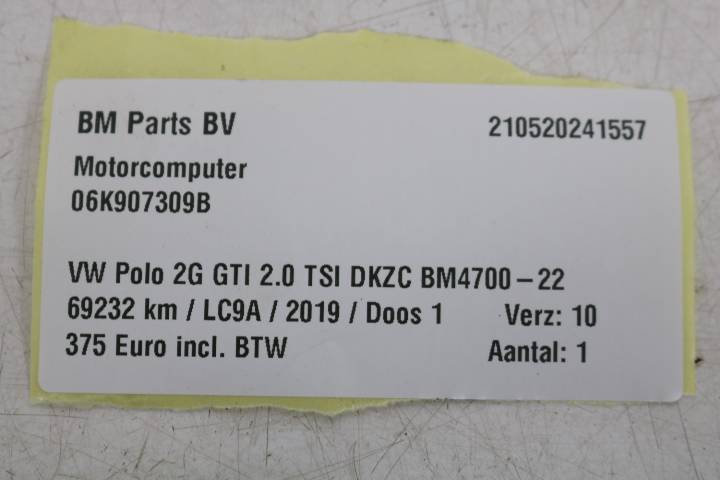 BM Parts BV 210520241557
Motorcomputer
06K907309B
VW Polo 2G GTI 2.0 TSI DKZC BM4700-22
69232 km / LC9A / 2019 / Doos 1 Verz: 10
375 Euro incl. BTW Aantal: 1